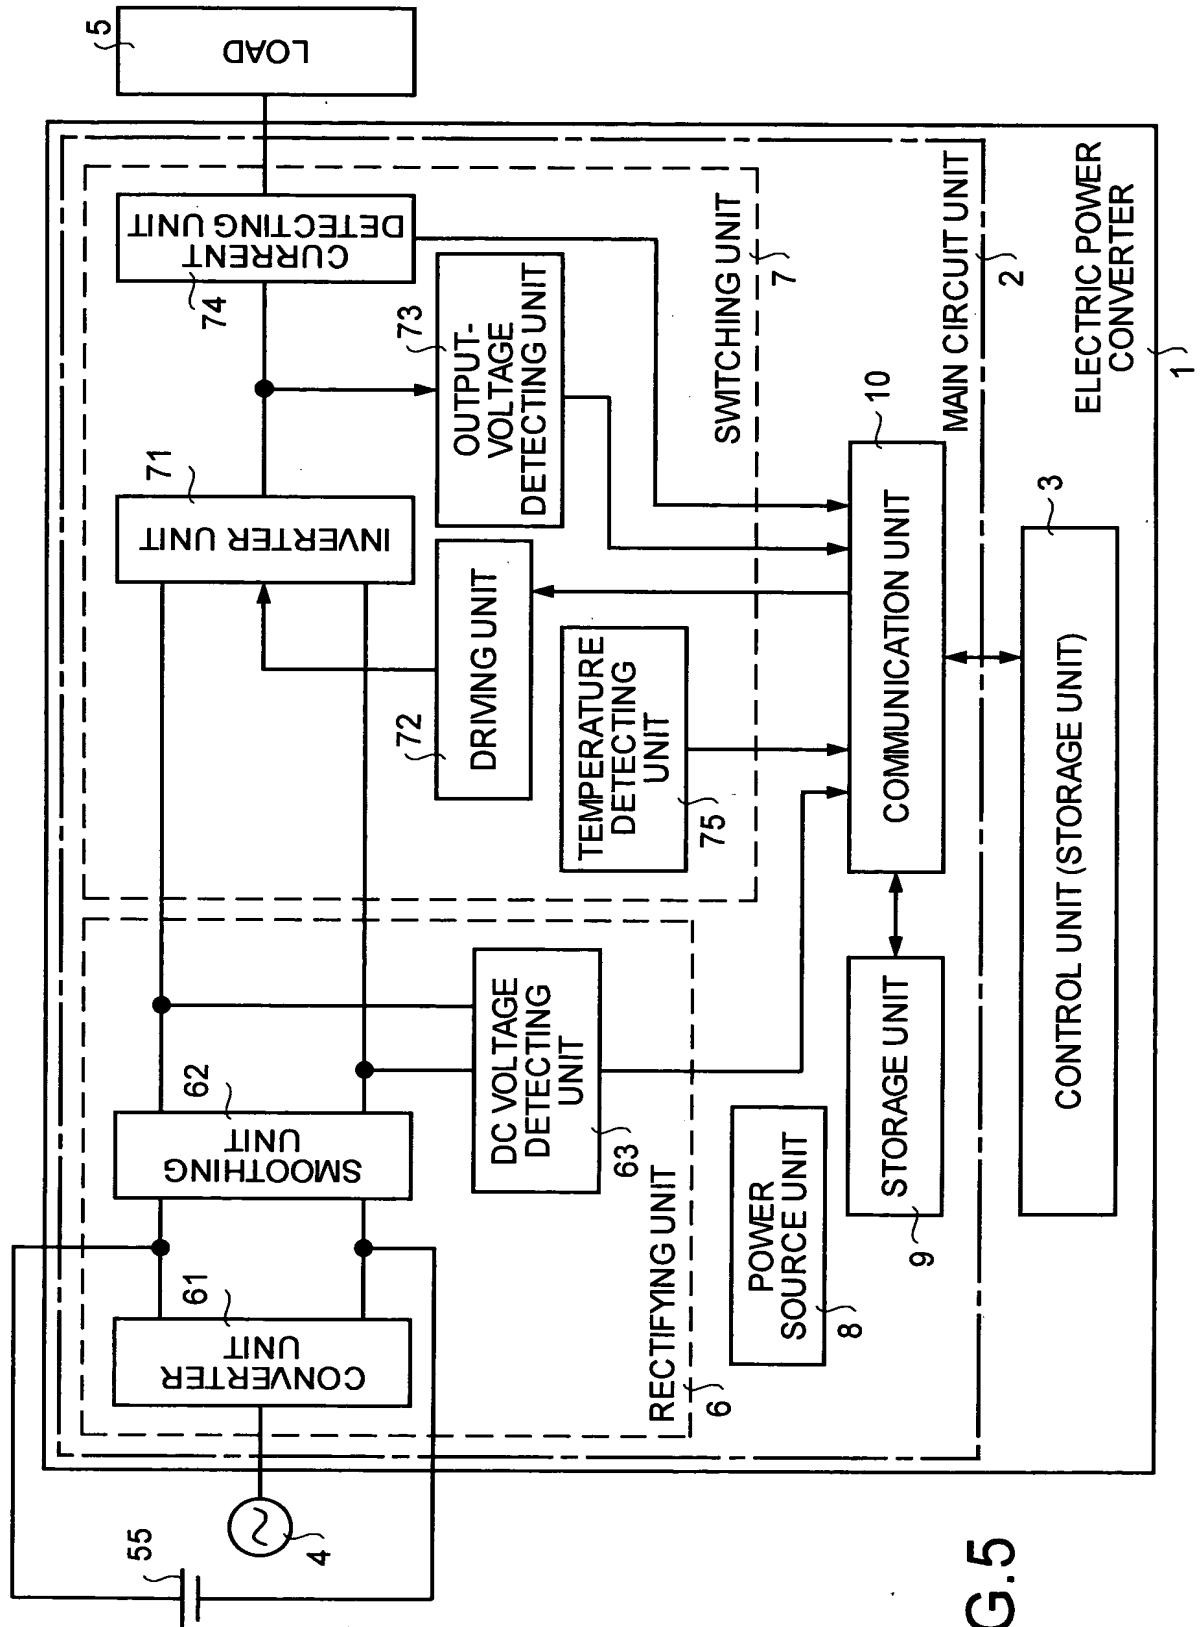 55
4
CONVERTER
UNIT
61
SMOOTHING
UNIT
62
DC VOLTAGE
DETECTING
UNIT
63
RECTIFYING UNIT
6
INVERTER UNIT
71
DRIVING UNIT
72
OUTPUT-
VOLTAGE
DETECTING UNIT
73
CURRENT
DETECTING UNIT
74
TEMPERATURE
DETECTING
UNIT
75
SWITCHING UNIT
7
LOAD
5
POWER
SOURCE UNIT
8
STORAGE UNIT
9
COMMUNICATION UNIT
10
MAIN CIRCUIT UNIT
2
CONTROL UNIT (STORAGE UNIT)
3
ELECTRIC POWER
CONVERTER
1
G.5